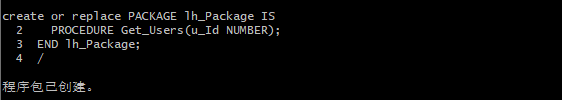 create or replace PACKAGE lh_Package IS
  2    PROCEDURE Get_Users(u_Id NUMBER);
  3  END lh_Package;
  4  /
程序包已创建。